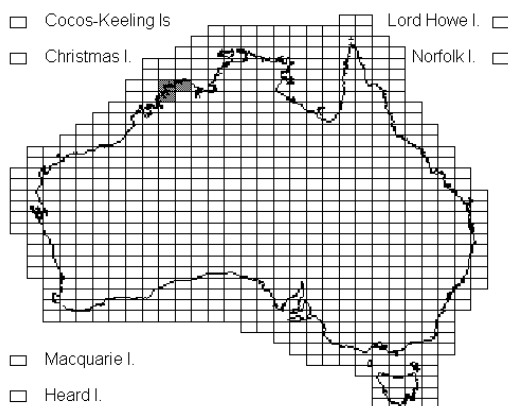 Cocos-Keeling Is
Lord Howe I.
Christmas I.
Norfolk I.
Macquarie I.
Heard I.